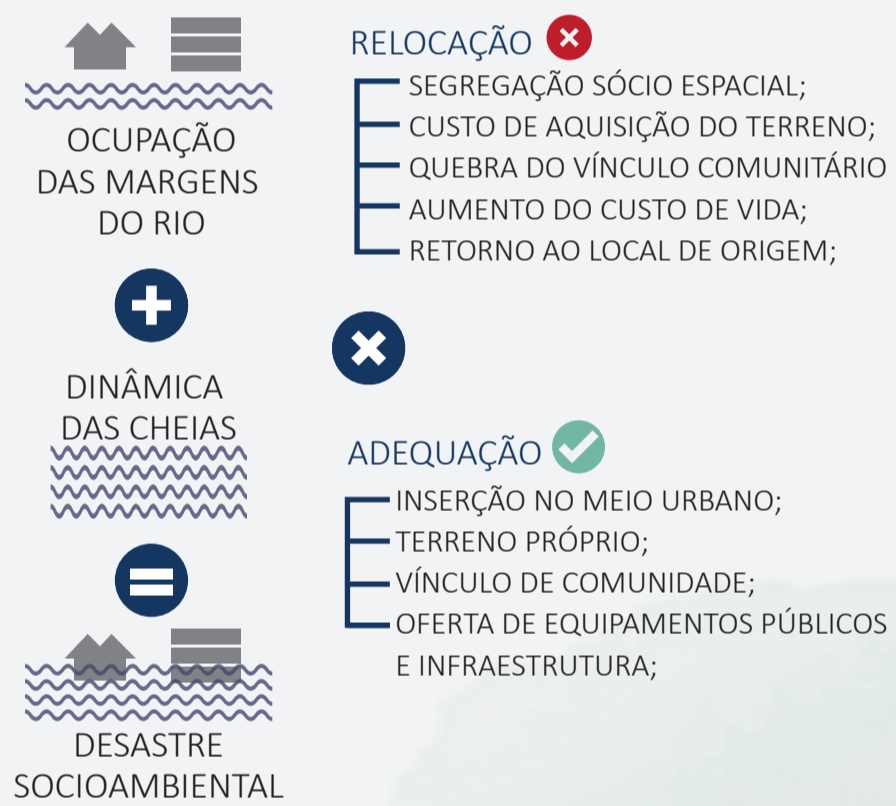 OCUPAÇÃO
DAS MARGENS
DO RIO
DINÂMICA
DAS CHEIAS
DESASTRE
SOCIOAMBIENTAL
RELOCAÇÃO
SEGREGAÇÃO SÓCIO ESPACIAL;
CUSTO DE AQUISIÇÃO DO TERRENO;
QUEBRA DO VÍNCULO COMUNITÁRIO
AUMENTO DO CUSTO DE VIDA;
RETORNO AO LOCAL DE ORIGEM;
ADEQUAÇÃO
INSERÇÃO NO MEIO URBANO;
TERRENO PRÓPRIO;
VÍNCULO DE COMUNIDADE;
OFERTA DE EQUIPAMENTOS PÚBLICOS
E INFRAESTRUTURA;